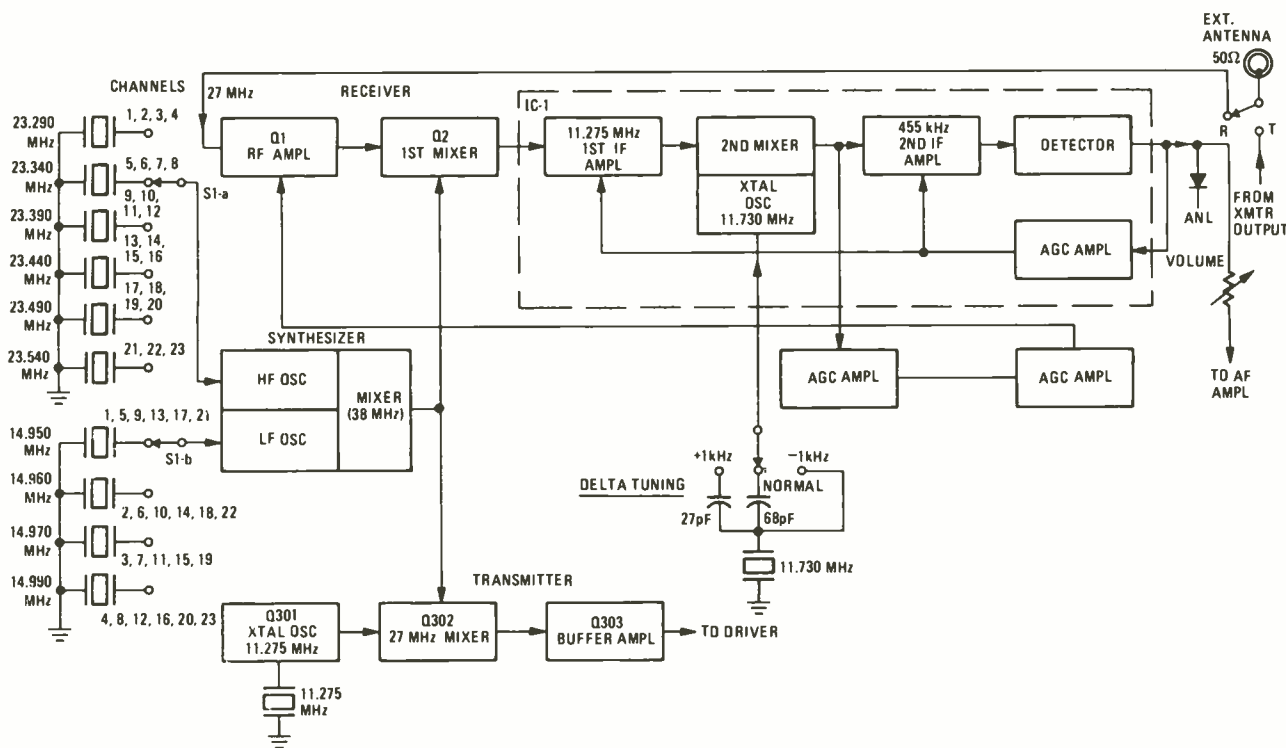 EXT.
ANTENNA
50Ω
CHANNELS
27 MHz
RECEIVER
IC-1
R
T
23.290
MHz
1, 2, 3, 4
Q1
RF AMPL
Q2
1ST MIXER
11.275 MHz
1ST IF
AMPL
2ND MIXER
XTAL
OSC
11.730 MHz
455 kHz
2ND IF
AMPL
DETECTOR
23.340
MHz
5, 6, 7, 8
S1-a
9, 10,
11, 12
23.390
MHz
13, 14,
15, 16
23.440
MHz
17, 18,
19, 20
23.490
MHz
23.540
MHz
21, 22, 23
ANL
FROM
XMTR
OUTPUT
AGC AMPL
VOLUME
SYNTHESIZER
HF OSC
LF OSC
MIXER
(38 MHz)
AGC AMPL
AGC AMPL
TO AF
AMPL
14.950
MHz
1, 5, 9, 13, 17, 21
S1-b
14.960
MHz
2, 6, 10, 14, 18, 22
14.970
MHz
3, 7, 11, 15, 19
14.990
MHz
4, 8, 12, 16, 20, 23
+1kHz
−1kHz
DELTA TUNING
NORMAL
27pF
68pF
11.730 MHz
TRANSMITTER
Q301
XTAL OSC
11.275 MHz
Q302
27 MHz MIXER
Q303
BUFFER AMPL
TO DRIVER
11.275
MHz